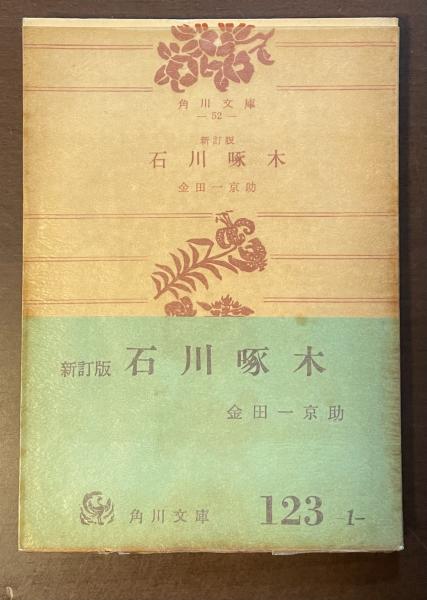 角川文庫
—52—
新訂版
石川啄木
金田一京助
新訂版 石川啄木
金田一京助
角川文庫 123 —1—